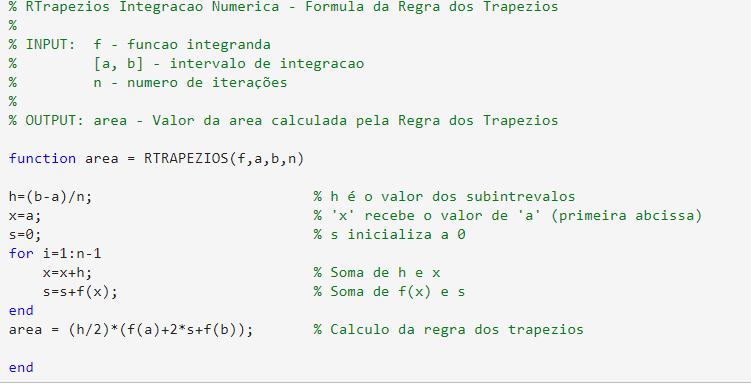 % RTrapezios Integracao Numerica - Formula da Regra dos Trapezios
%
% INPUT:  f - funcao integranda
%         [a, b] - intervalo de integracao
%         n - numero de iterações
%
% OUTPUT: area - Valor da area calculada pela Regra dos Trapezios
function area = RTRAPEZIOS(f,a,b,n)
h=(b-a)/n;                          % h é o valor dos subintrevalos
x=a;                                % 'x' recebe o valor de 'a' (primeira abcissa)
s=0;                                % s inicializa a 0
for i=1:n-1
    x=x+h;                          % Soma de h e x
    s=s+f(x);                       % Soma de f(x) e s
end
area = (h/2)*(f(a)+2*s+f(b));       % Calculo da regra dos trapezios
end